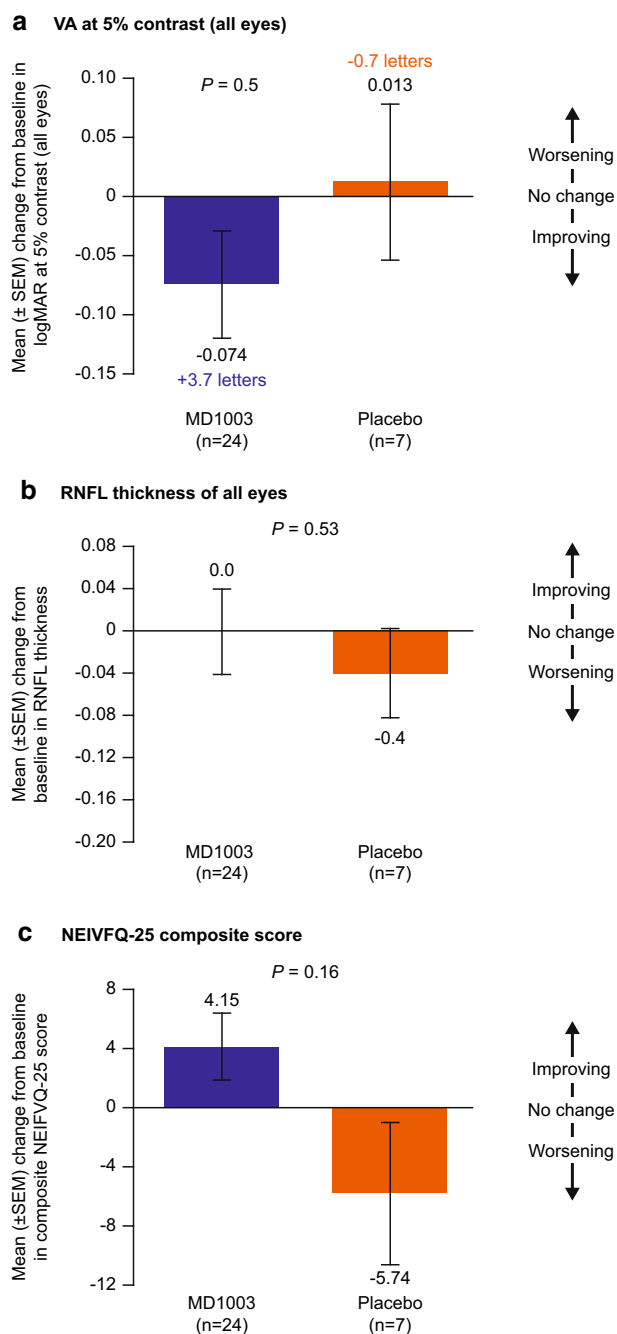 a VA at 5% contrast (all eyes)
Mean (± SEM) change from baseline in
logMAR at 5% contrast (all eyes)
0.10
0.05
0
-0.05
-0.10
-0.15
P = 0.5
-0.7 letters
0.013
-0.074
+3.7 letters
MD1003
(n=24)
Placebo
(n=7)
Worsening
No change
Improving
b RNFL thickness of all eyes
Mean (±SEM) change from
baseline in RNFL thickness
0.08
0.04
0
-0.04
-0.08
-0.12
-0.16
-0.20
P = 0.53
0.0
-0.4
MD1003
(n=24)
Placebo
(n=7)
Improving
No change
Worsening
c NEIVFQ-25 composite score
Mean (±SEM) change from baseline
in composite NEIFVQ-25 score
8
4
0
-4
-8
-12
P = 0.16
4.15
-5.74
MD1003
(n=24)
Placebo
(n=7)
Improving
No change
Worsening